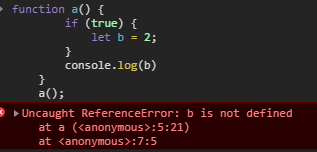 function a() {
if (true) {
let b = 2;
}
console.log(b)
}
a();
Uncaught ReferenceError: b is not defined
at a (<anonymous>:5:21)
at <anonymous>:7:5